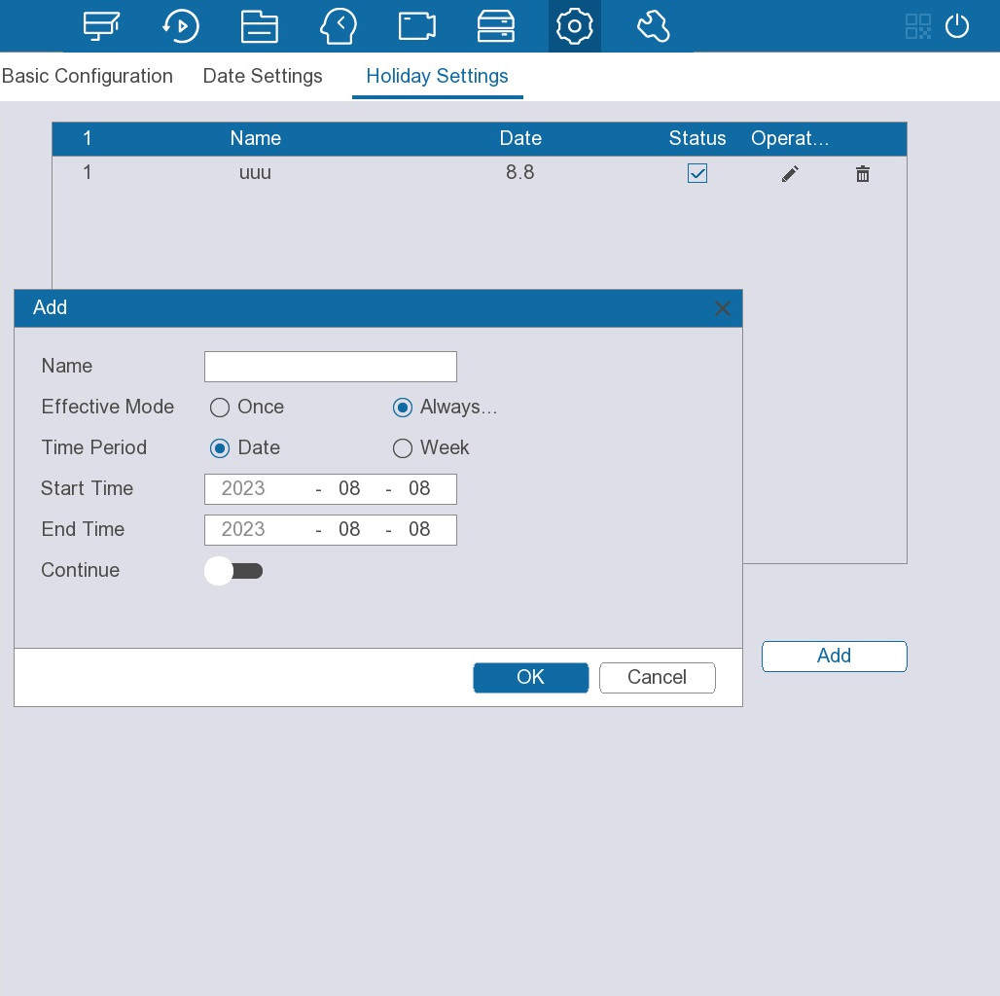 Basic Configuration Date Settings Holiday Settings
1 Name Date Status Operat...
1 uuu 8.8
Add
Name
Effective Mode Once Always...
Time Period Date Week
Start Time 2023 - 08 - 08
End Time 2023 - 08 - 08
Continue
Add
OK Cancel